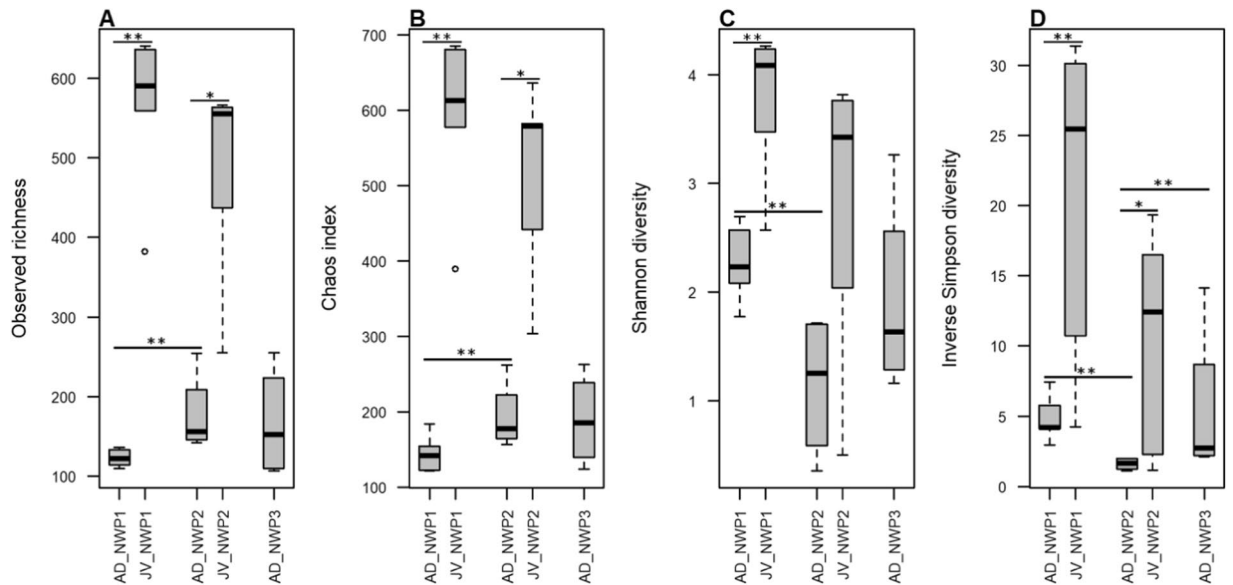 A
B
C
D
Observed richness
600
500
400
300
200
100
**
*
**
AD_NWP1
JV_NWP1
AD_NWP2
JV_NWP2
AD_NWP3
Chaos index
700
600
500
400
300
200
100
**
*
**
AD_NWP1
JV_NWP1
AD_NWP2
JV_NWP2
AD_NWP3
Shannon diversity
4
3
2
1
**
**
AD_NWP1
JV_NWP1
AD_NWP2
JV_NWP2
AD_NWP3
Inverse Simpson diversity
30
25
20
15
10
5
0
**
**
*
**
AD_NWP1
JV_NWP1
AD_NWP2
JV_NWP2
AD_NWP3